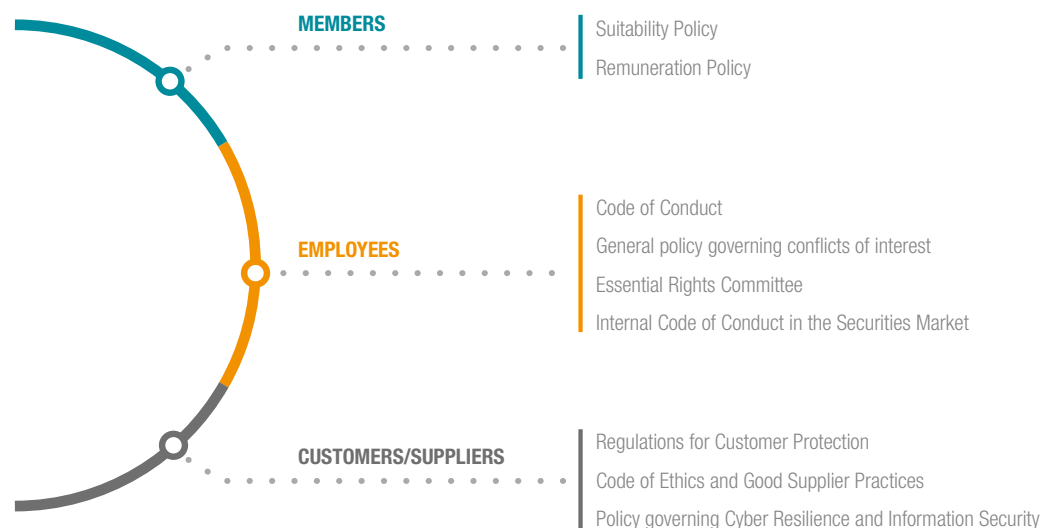 MEMBERS
Suitability Policy
Remuneration Policy
EMPLOYEES
Code of Conduct
General policy governing conflicts of interest
Essential Rights Committee
Internal Code of Conduct in the Securities Market
CUSTOMERS/SUPPLIERS
Regulations for Customer Protection
Code of Ethics and Good Supplier Practices
Policy governing Cyber Resilience and Information Security